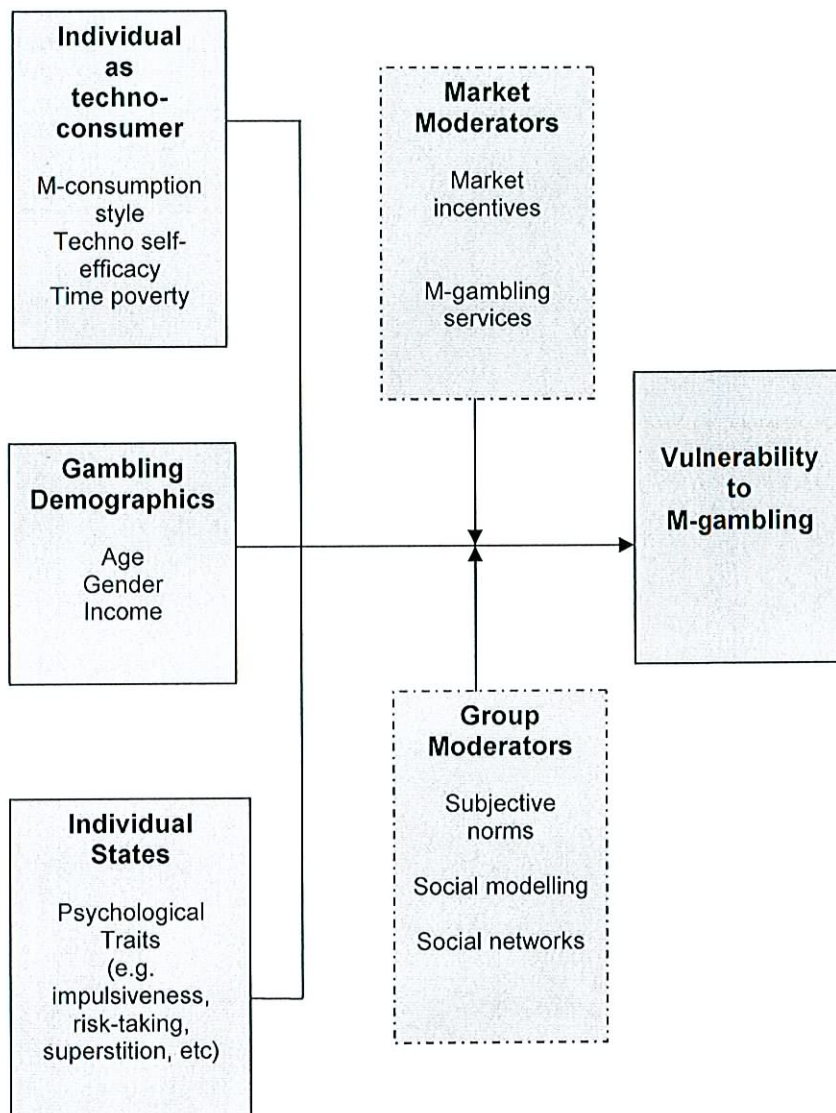 Individual
as
techno-
consumer
M-consumption
style
Techno self-
efficacy
Time poverty
Market
Moderators
Market
incentives
M-gambling
services
Gambling
Demographics
Age
Gender
Income
Vulnerability
to
M-gambling
Individual
States
Psychological
Traits
(e.g.
impulsiveness,
risk-taking,
superstition, etc)
Group
Moderators
Subjective
norms
Social modelling
Social networks